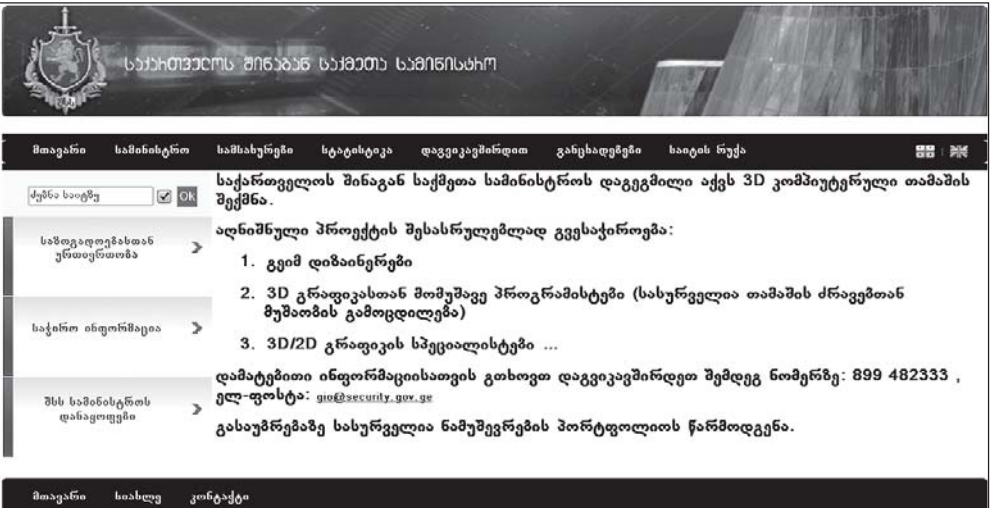 საქართველოს შინაგან საქმეთა სამინისტრო
მთავარი სამინისტრო სამსახურები სტატისტიკა დაგვიკავშირდით განცხადებები საიტის რუქა
ძებნა საიტზე Ok
საზოგადოებასთან
ურთიერთობა
საჭირო ინფორმაცია
შსს სამინისტროს
დანაყოფები
საქართველოს შინაგან საქმეთა სამინისტროს დაგეგმილი აქვს 3D კომპიუტერული თამაშის
შექმნა.
აღნიშნული პროექტის შესასრულებლად გვესაჭიროება:
1. გეიმ დიზაინერები
2. 3D გრაფიკასთან მომუშავე პროგრამისტები (სასურველია თამაშის ძრავებთან
მუშაობის გამოცდილება)
3. 3D/2D გრაფიკის სპეციალისტები ...
დამატებითი ინფორმაციისათვის გთხოვთ დაგვიკავშირდეთ შემდეგ ნომერზე: 899 482333 ,
ელ-ფოსტა: gio@security.gov.ge
გასაუბრებაზე სასურველია ნამუშევრების პორტფოლიოს წარმოდგენა.
მთავარი სიახლე კონტაქტი